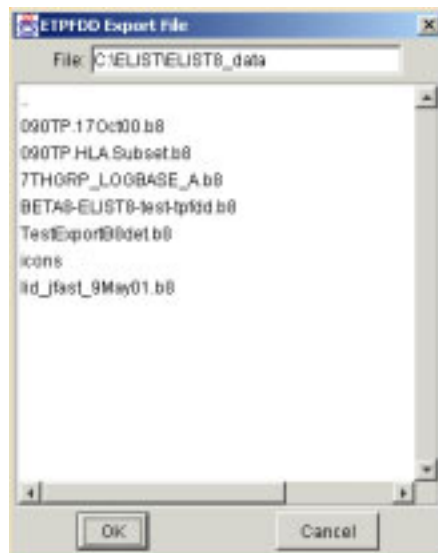 ETPFDD Export File
File: C:\ELIST\ELIST8_data
..
090TP.17Oct00.b8
090TP.HLA.Subset.b8
7THGRP_LOGBASE_A.b8
BETA8-ELIST8-test-tpfdd.b8
TestExportB8det.b8
icons
lid_jfast_9May01.b8
OK Cancel